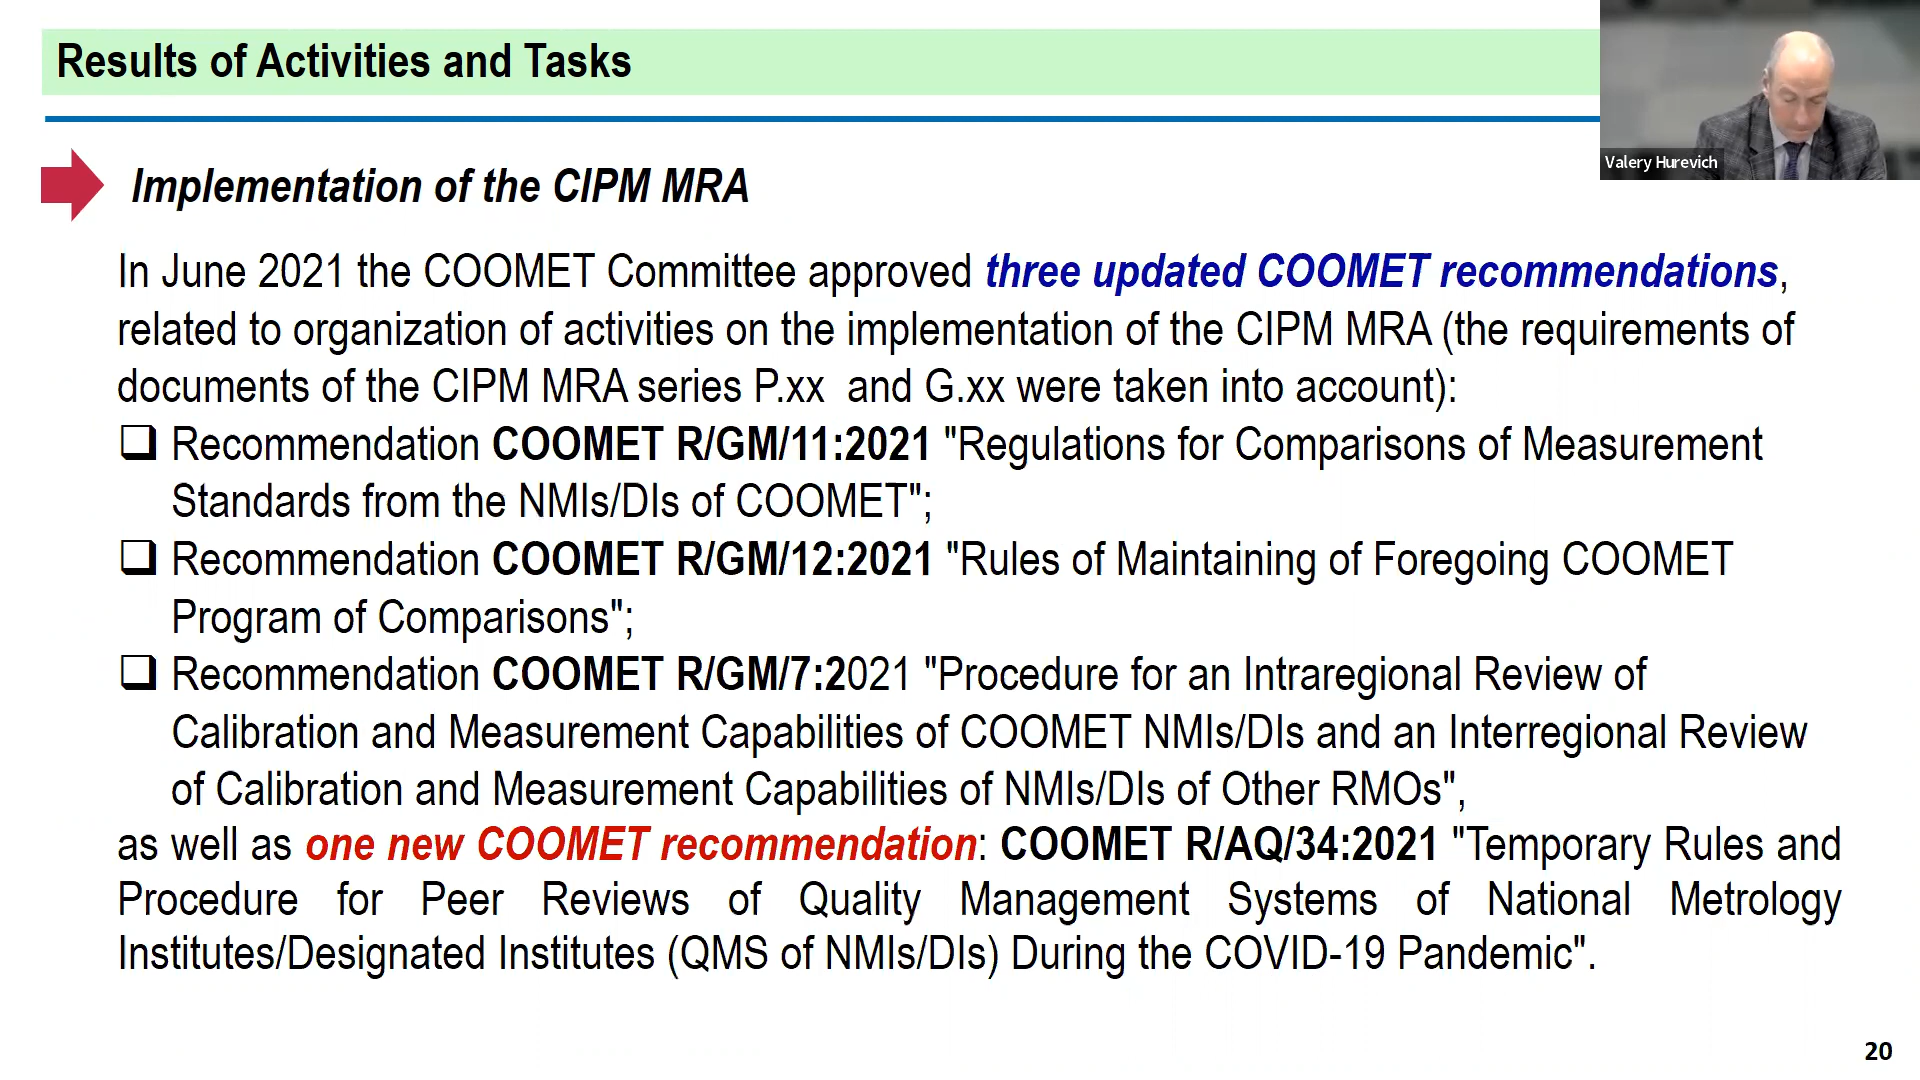 Results of Activities and Tasks
Valery Hurevich
Implementation of the CIPM MRA
In June 2021 the COOMET Committee approved three updated COOMET recommendations,
related to organization of activities on the implementation of the CIPM MRA (the requirements of
documents of the CIPM MRA series P.xx  and G.xx were taken into account):
❑ Recommendation COOMET R/GM/11:2021 "Regulations for Comparisons of Measurement
Standards from the NMIs/DIs of COOMET";
❑ Recommendation COOMET R/GM/12:2021 "Rules of Maintaining of Foregoing COOMET
Program of Comparisons";
❑ Recommendation COOMET R/GM/7:2021 "Procedure for an Intraregional Review of
Calibration and Measurement Capabilities of COOMET NMIs/DIs and an Interregional Review
of Calibration and Measurement Capabilities of NMIs/DIs of Other RMOs",
as well as one new COOMET recommendation: COOMET R/AQ/34:2021 "Temporary Rules and
Procedure for Peer Reviews of Quality Management Systems of National Metrology
Institutes/Designated Institutes (QMS of NMIs/DIs) During the COVID-19 Pandemic".
20